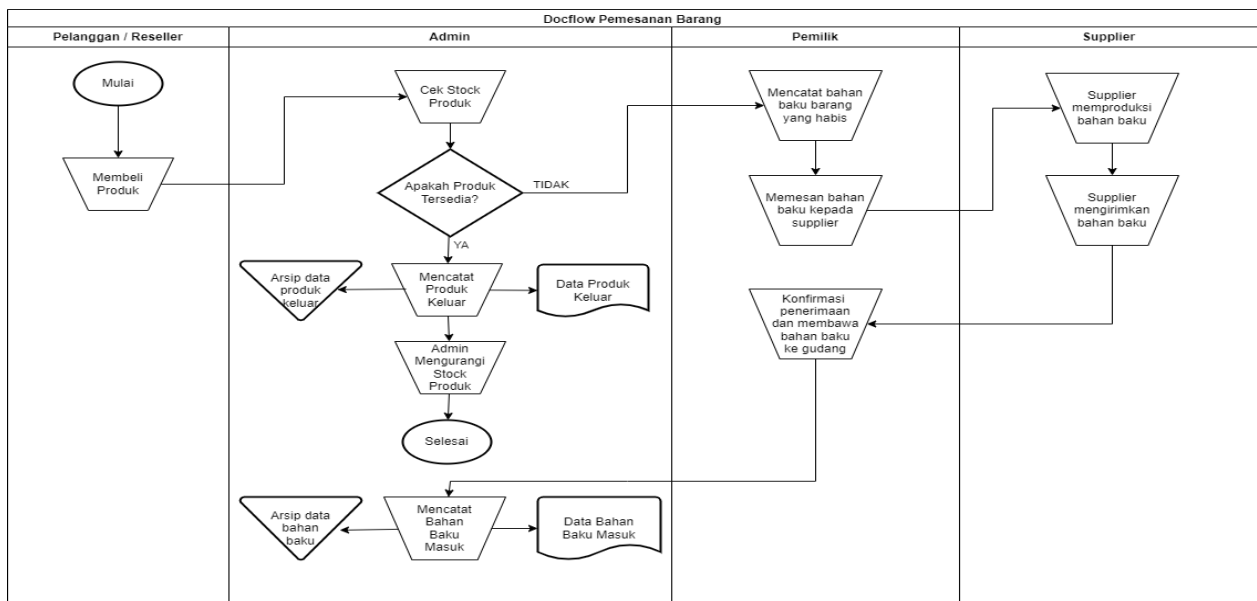 Docflow Pemesanan Barang
Pelanggan / Reseller
Admin
Pemilik
Supplier
Mulai
Membeli
Produk
Cek Stock
Produk
Apakah Produk
Tersedia?
TIDAK
YA
Mencatat
Produk
Keluar
Arsip data
produk
keluar
Data Produk
Keluar
Admin
Mengurangi
Stock
Produk
Selesai
Mencatat
Bahan
Baku
Masuk
Arsip data
bahan
baku
Data Bahan
Baku Masuk
Mencatat bahan
baku barang
yang habis
Memesan bahan
baku kepada
supplier
Konfirmasi
penerimaan
dan membawa
bahan baku
ke gudang
Supplier
memproduksi
bahan baku
Supplier
mengirimkan
bahan baku